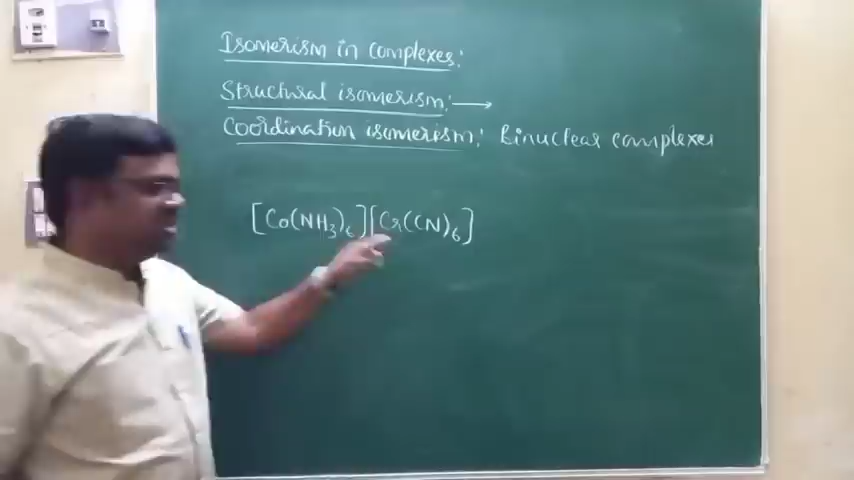 Isomerism in complexes:
Structural isomerism: →
Coordination isomerism: Binuclear complexes
[Co(NH₃)₆][Cr(CN)₆]